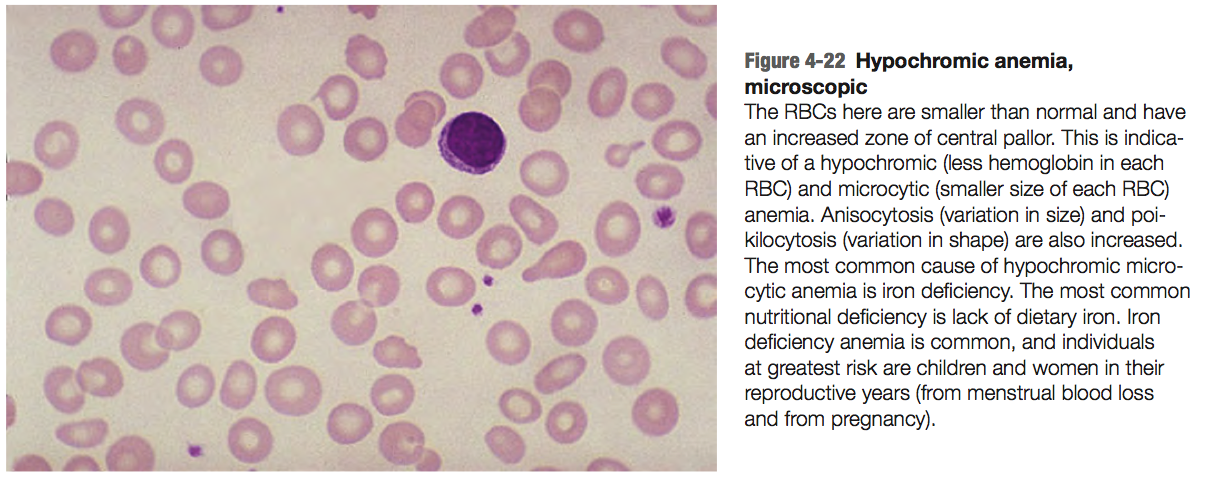 Figure 4-22 Hypochromic anemia,
microscopic
The RBCs here are smaller than normal and have
an increased zone of central pallor. This is indica-
tive of a hypochromic (less hemoglobin in each
RBC) and microcytic (smaller size of each RBC)
anemia. Anisocytosis (variation in size) and poi-
kilocytosis (variation in shape) are also increased.
The most common cause of hypochromic micro-
cytic anemia is iron deficiency. The most common
nutritional deficiency is lack of dietary iron. Iron
deficiency anemia is common, and individuals
at greatest risk are children and women in their
reproductive years (from menstrual blood loss
and from pregnancy).